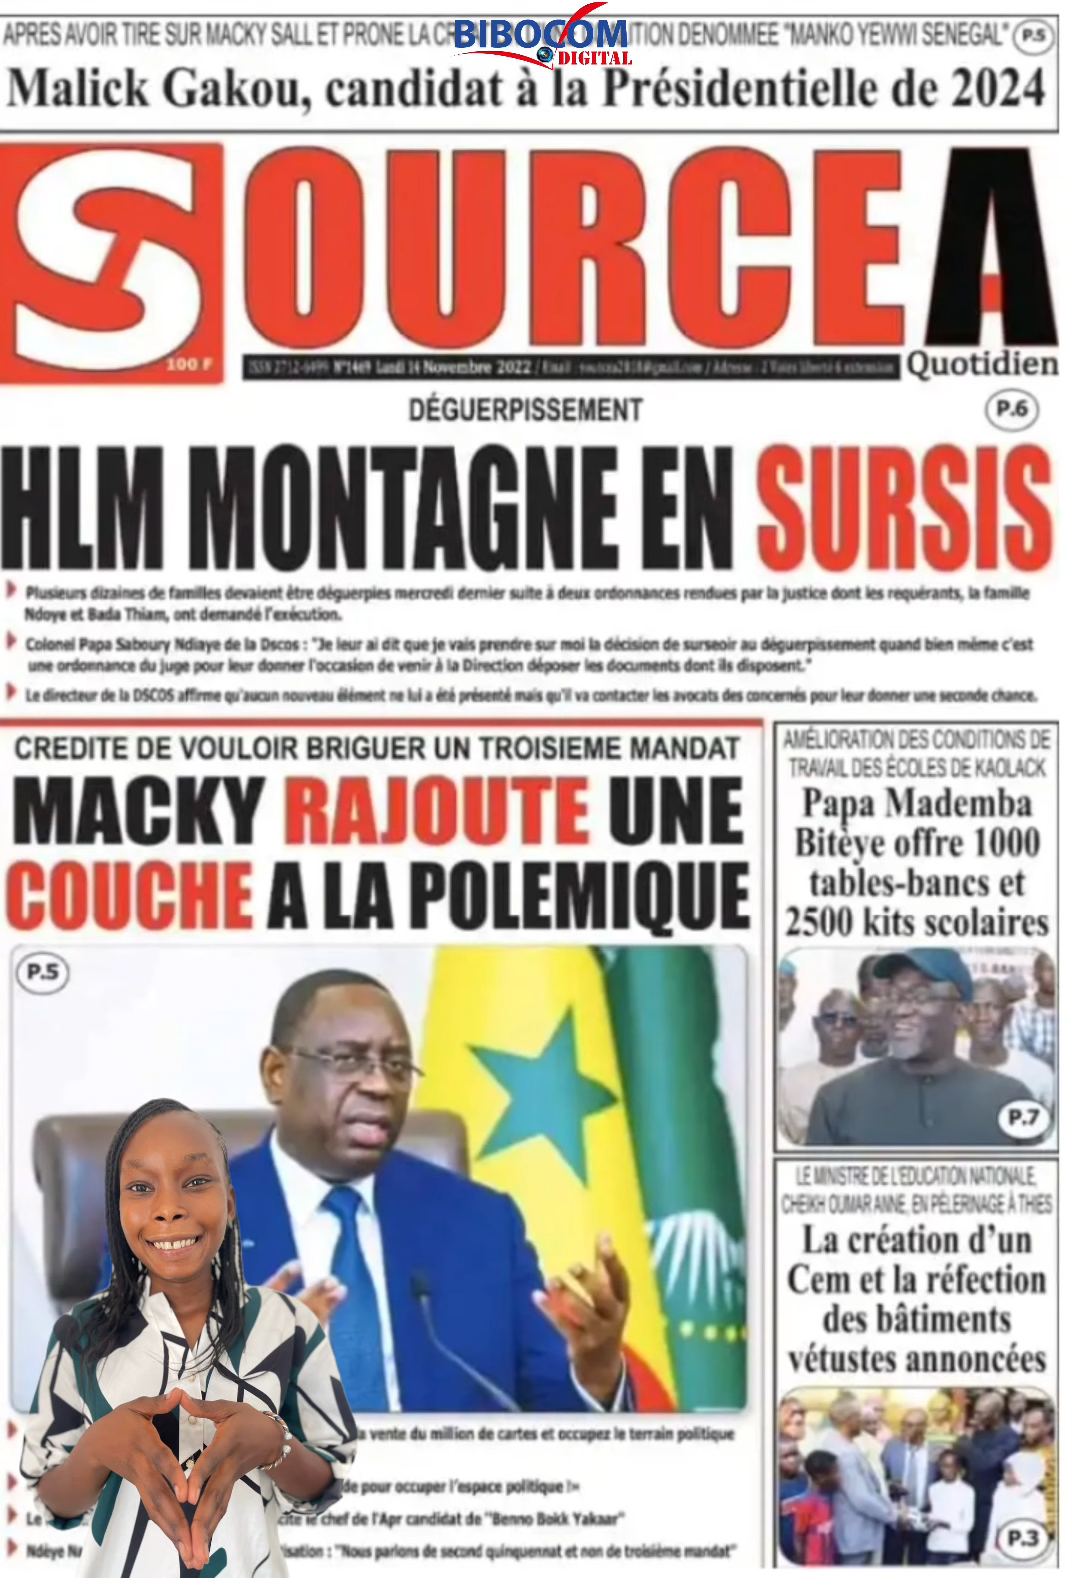 APRES AVOIR TIRE SUR MACKY SALL ET PRONE LA ITION DENOMMEE "MANKO YEWWI SENEGAL" P.5
BIBOCOM
DIGITAL
Malick Gakou, candidat à la Présidentielle de 2024
SOURCE A
100 F
ISSN 2712-6499 N°1469 Lundi 14 Novembre 2022 / Email :
Quotidien
DÉGUERPISSEMENT
P.6
HLM MONTAGNE EN SURSIS
Plusieurs dizaines de familles devaient être déguerpies mercredi dernier suite à deux ordonnances rendues par la justice dont les requérants, la famille
Ndoye et Bada Thiam, ont demandé l'exécution.
Colonel Papa Saboury Ndiaye de la Dscos : "Je leur ai dit que je vais prendre sur moi la décision de surseoir au déguerpissement quand bien même c'est
une ordonnance du juge pour leur donner l'occasion de venir à la Direction déposer les documents dont ils disposent."
Le directeur de la DSCOS affirme qu'aucun nouveau élément ne lui a été présenté mais qu'il va contacter les avocats des concernés pour leur donner une seconde chance.
CREDITE DE VOULOIR BRIGUER UN TROISIEME MANDAT
MACKY RAJOUTE UNE
COUCHE A LA POLEMIQUE
P.5
a vente du million de cartes et occupez le terrain politique
de pour occuper l'espace politique !»
Le le chef de l'Apr candidat de "Benno Bokk Yakaar"
Ndèye Na isation : "Nous parlons de second quinquennat et non de troisième mandat"
AMÉLIORATION DES CONDITIONS DE
TRAVAIL DES ÉCOLES DE KAOLACK
Papa Mademba
Bitèye offre 1000
tables-bancs et
2500 kits scolaires
P.7
LE MINISTRE DE L'EDUCATION NATIONALE,
CHEIKH OUMAR ANNE, EN PÈLERINAGE À THIES
La création d'un
Cem et la réfection
des bâtiments
vétustes annoncées
P.3